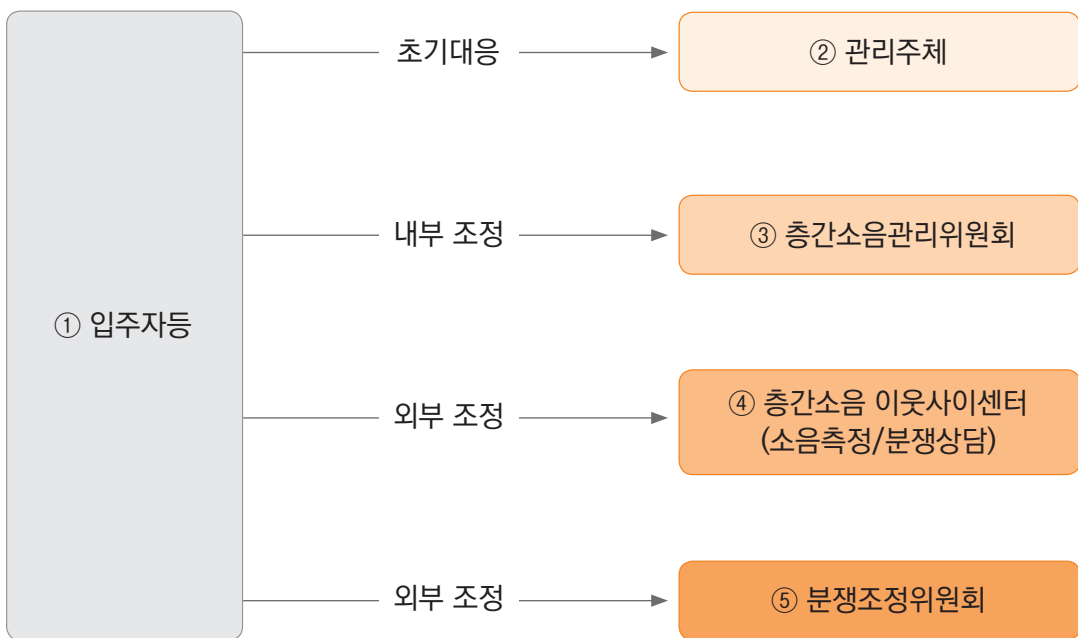 초기대응
② 관리주체
내부 조정
③ 층간소음관리위원회
① 입주자등
외부 조정
④ 층간소음 이웃사이센터
(소음측정/분쟁상담)
외부 조정
⑤ 분쟁조정위원회